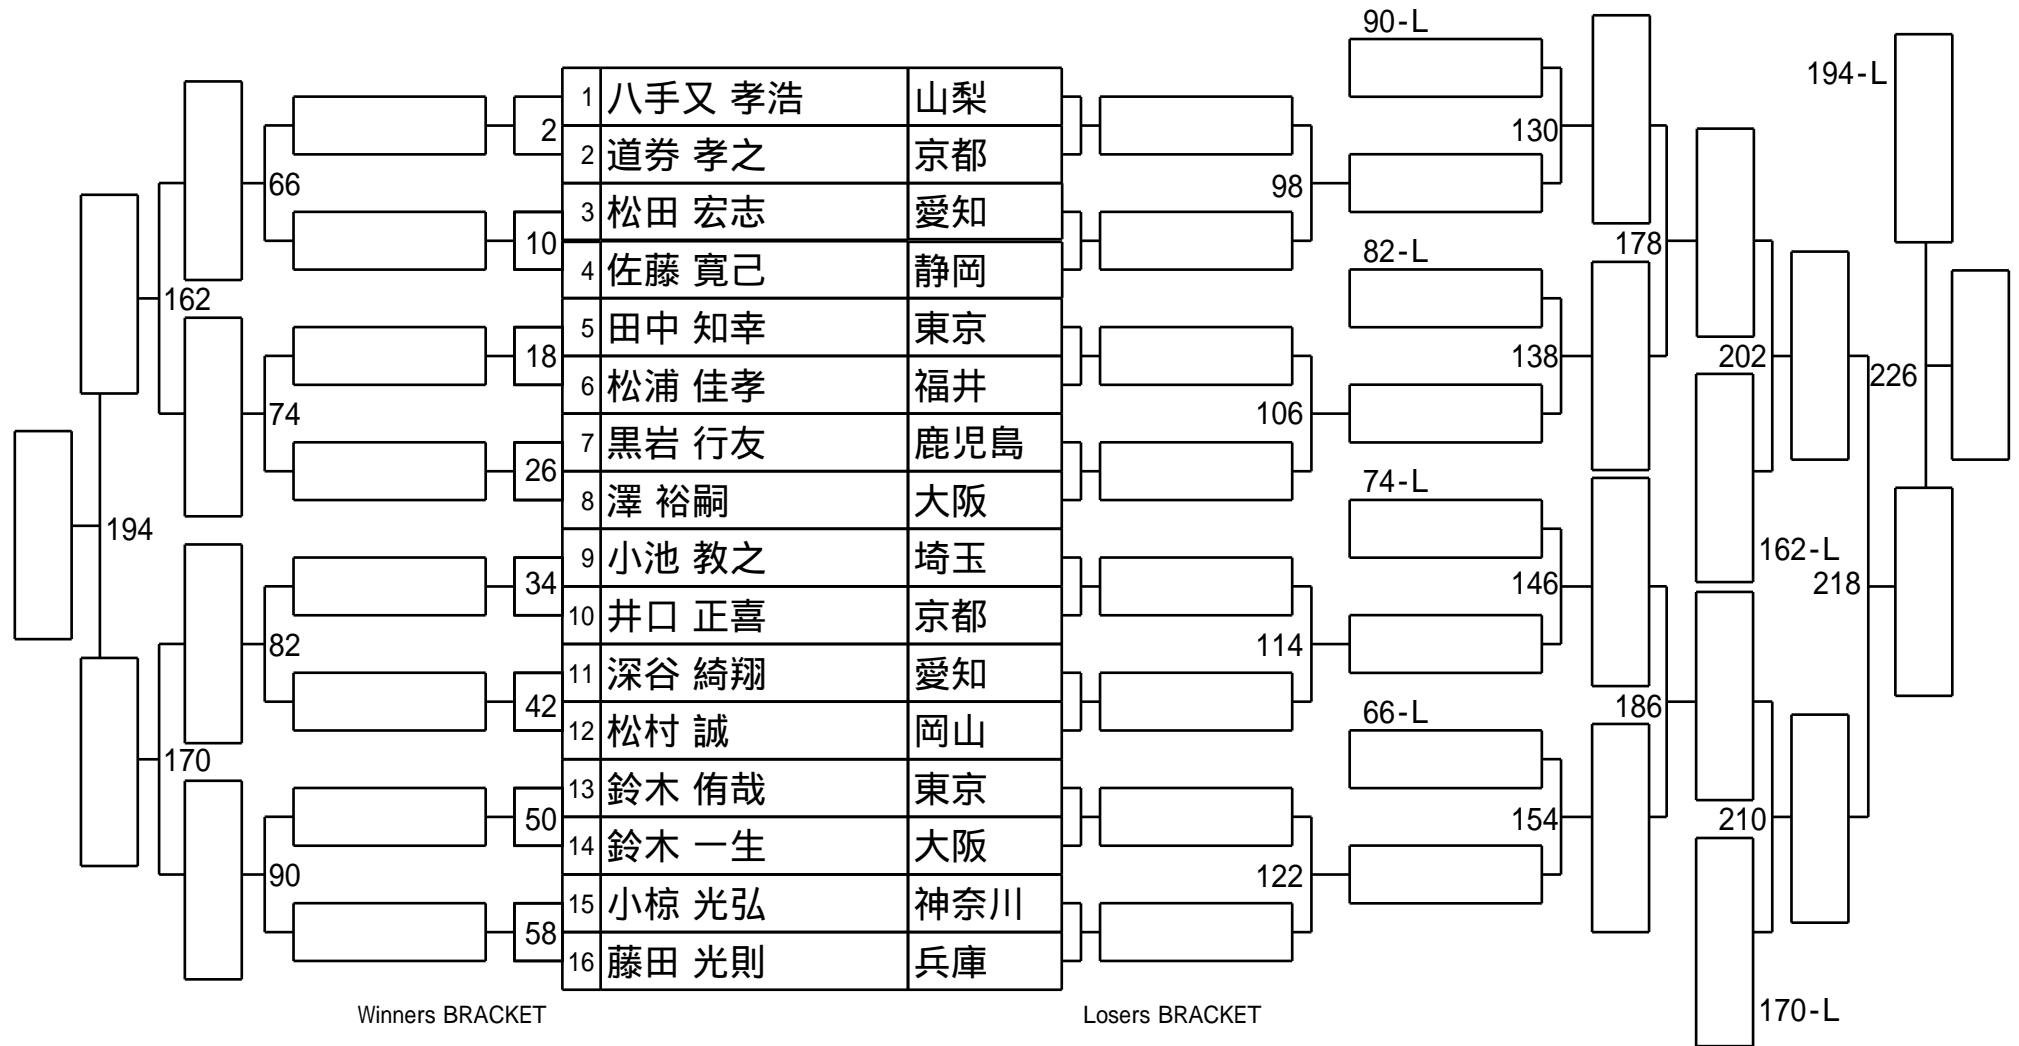 90-L
194-L
1 八手又 孝浩 山梨
2
130
2 道券 孝之 京都
66
98
3 松田 宏志 愛知
10
178
82-L
4 佐藤 寛己 静岡
162
5 田中 知幸 東京
18
138
202
226
6 松浦 佳孝 福井
74
106
7 黒岩 行友 鹿児島
26
74-L
8 澤 裕嗣 大阪
194
162-L
9 小池 教之 埼玉
34
146
218
10 井口 正喜 京都
82
114
11 深谷 綺翔 愛知
42
186
66-L
12 松村 誠 岡山
170
13 鈴木 侑哉 東京
50
154
210
14 鈴木 一生 大阪
90
122
15 小椋 光弘 神奈川
58
16 藤田 光則 兵庫
Winners BRACKET
Losers BRACKET
170-L